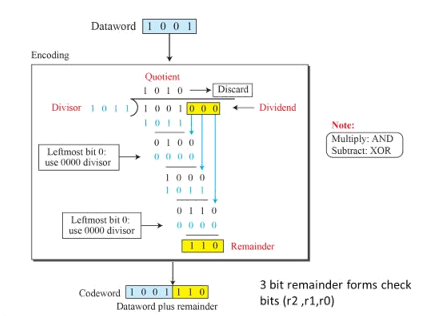 Dataword 1 0 0 1
Encoding
Quotient
1 0 1 0 Discard
Divisor 1 0 1 1 1 0 0 1 0 0 0 Dividend
1 0 1 1
Leftmost bit 0:
use 0000 divisor
0 1 0 0
0 0 0 0
1 0 0 0
1 0 1 1
Leftmost bit 0:
use 0000 divisor
0 1 1 0
0 0 0 0
1 1 0 Remainder
Note:
Multiply: AND
Subtract: XOR
Codeword 1 0 0 1 1 1 0
Dataword plus remainder
3 bit remainder forms check
bits (r2 ,r1,r0)